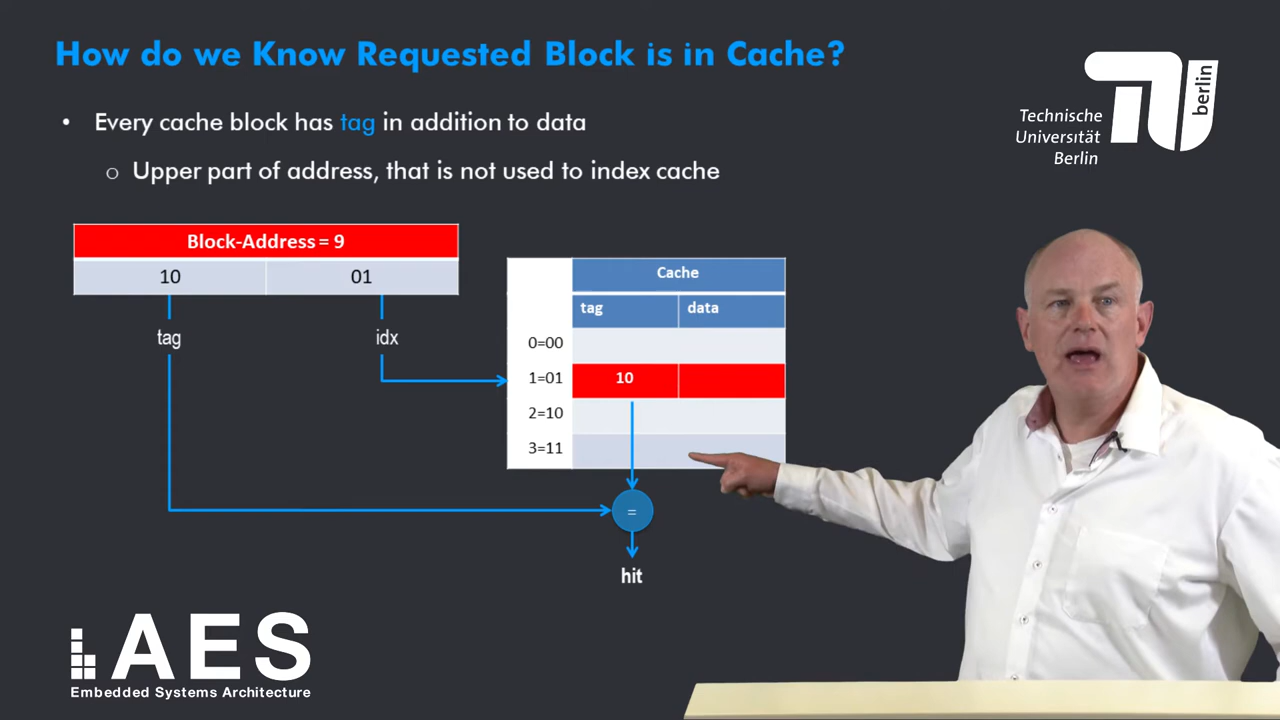 How do we Know Requested Block is in Cache?
• Every cache block has tag in addition to data
o Upper part of address, that is not used to index cache
Technische
Universität
Berlin
berlin
Block-Address = 9
10 01
tag idx
Cache
tag data
0=00
1=01 10
2=10
3=11
=
hit
AES
Embedded Systems Architecture